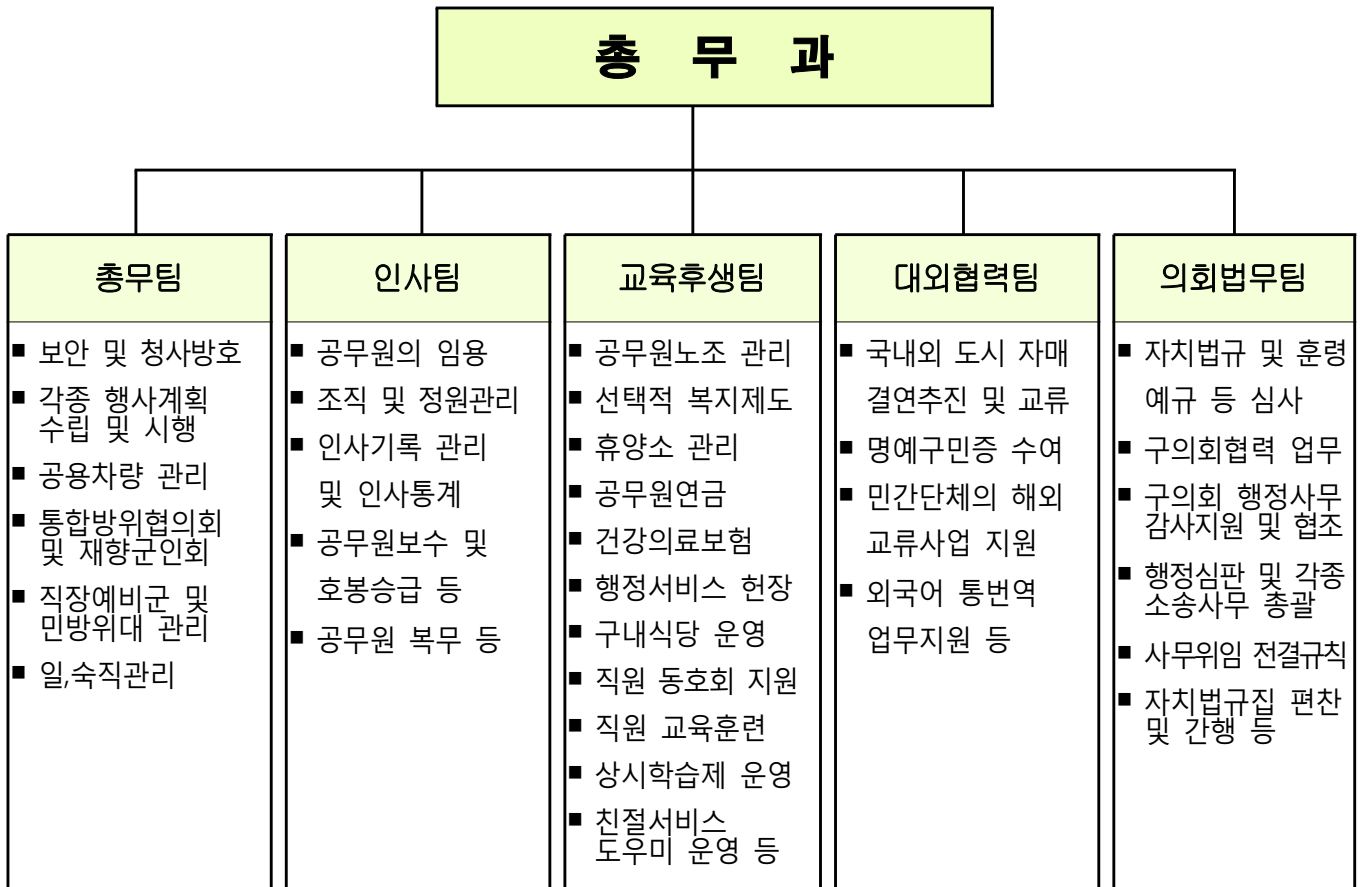 총 무 과
총무팀
■ 보안 및 청사방호
■ 각종 행사계획
수립 및 시행
■ 공용차량 관리
■ 통합방위협의회
및 재향군인회
■ 직장예비군 및
민방위대 관리
■ 일,숙직관리
인사팀
■ 공무원의 임용
■ 조직 및 정원관리
■ 인사기록 관리
및 인사통계
■ 공무원보수 및
호봉승급 등
■ 공무원 복무 등
교육후생팀
■ 공무원노조 관리
■ 선택적 복지제도
■ 휴양소 관리
■ 공무원연금
■ 건강의료보험
■ 행정서비스 헌장
■ 구내식당 운영
■ 직원 동호회 지원
■ 직원 교육훈련
■ 상시학습제 운영
■ 친절서비스
도우미 운영 등
대외협력팀
■ 국내외 도시 자매
결연추진 및 교류
■ 명예구민증 수여
■ 민간단체의 해외
교류사업 지원
■ 외국어 통번역
업무지원 등
의회법무팀
■ 자치법규 및 훈령
예규 등 심사
■ 구의회협력 업무
■ 구의회 행정사무
감사지원 및 협조
■ 행정심판 및 각종
소송사무 총괄
■ 사무위임 전결규칙
■ 자치법규집 편찬
및 간행 등